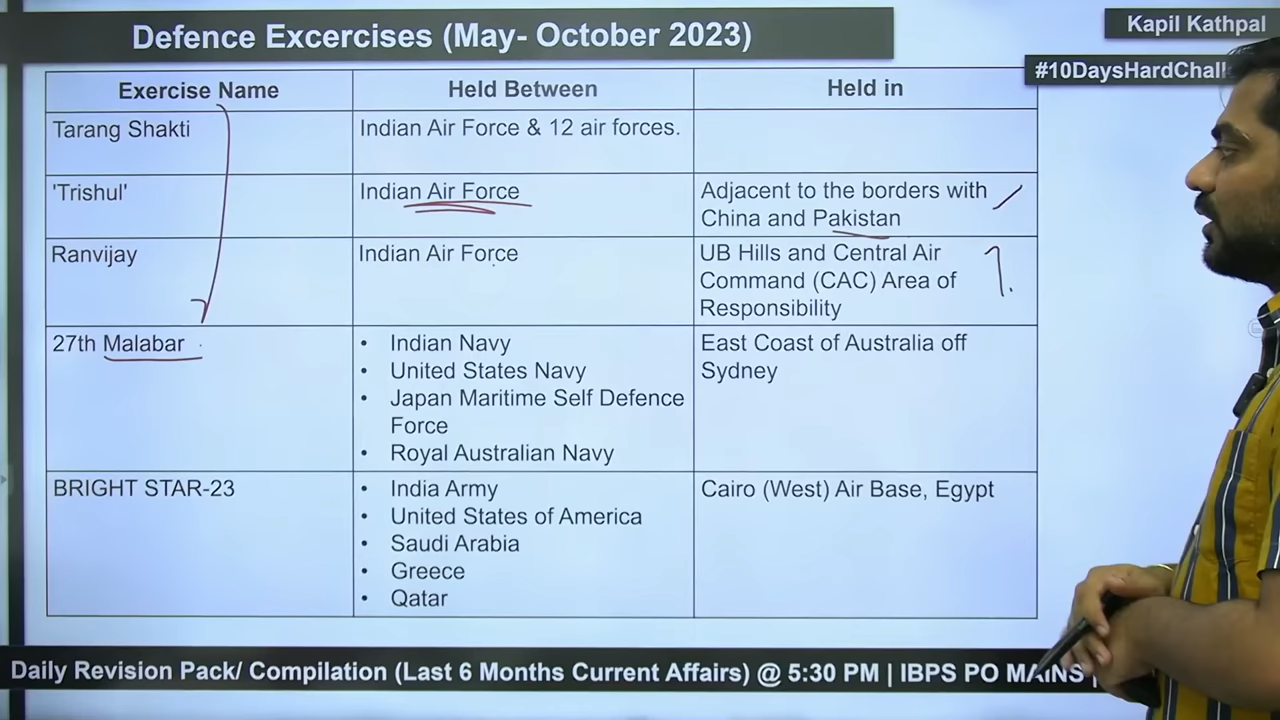 Defence Excercises (May- October 2023)
Kapil Kathpal
#10DaysHardChall
Exercise Name
Held Between
Held in
Tarang Shakti
Indian Air Force & 12 air forces.
'Trishul'
Indian Air Force
Adjacent to the borders with
China and Pakistan
Ranvijay
Indian Air Force
UB Hills and Central Air
Command (CAC) Area of
Responsibility
27th Malabar
• Indian Navy
• United States Navy
• Japan Maritime Self Defence
Force
• Royal Australian Navy
East Coast of Australia off
Sydney
BRIGHT STAR-23
• India Army
• United States of America
• Saudi Arabia
• Greece
• Qatar
Cairo (West) Air Base, Egypt
Daily Revision Pack/ Compilation (Last 6 Months Current Affairs) @ 5:30 PM | IBPS PO MAINS |